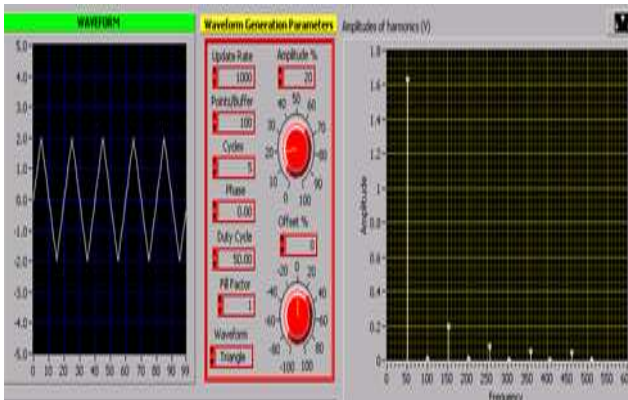 WAVEFORM
5.0
4.0
3.0
2.0
1.0
0.0
-1.0
-2.0
-3.0
-4.0
-5.0
0 10 20 30 40 50 60 70 80 90 99
Waveform Generation Parameters
Update Rate
1000
Points/Buffer
100
Cycles
5
Phase
0.00
Duty Cycle
50.00
Fill Factor
1
Waveform
Triangle
Amplitude %
20
0 10 20 30 40 50 60 70 80 90 100
Offset %
0
-100 -80 -60 -40 -20 0 20 40 60 80 100
Amplitudes of harmonics (V)
Amplitude
1.8
1.6
1.4
1.2
1
0.8
0.6
0.4
0.2
0
0 50 100 150 200 250 300 350 400 450 500 550 600
Frequency